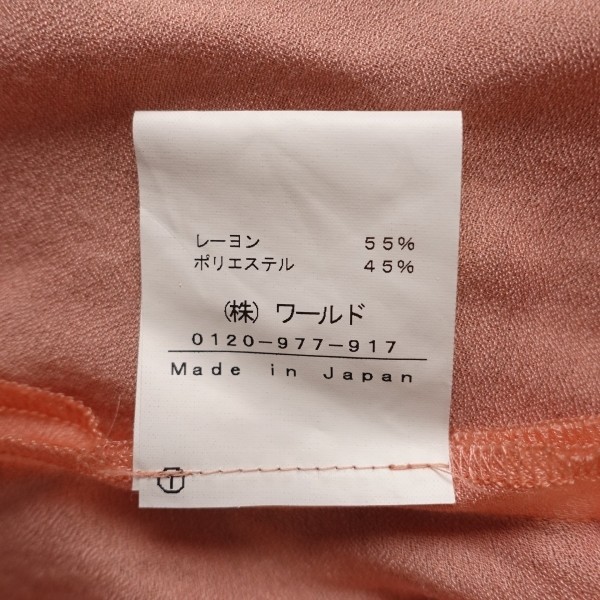 レーヨン 55%
ポリエステル 45%
(株) ワールド
0120-977-917
Made in Japan